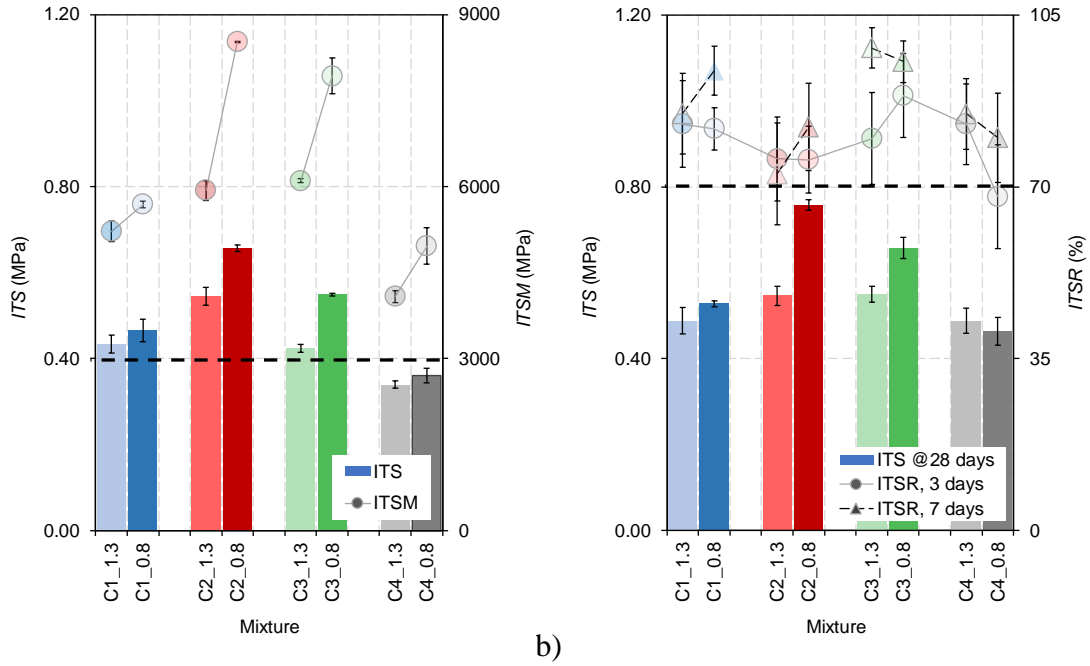 1.20
0.80
0.40
0.00
ITS (MPa)
9000
6000
3000
0
ITSM (MPa)
ITS
ITSM
C1_1.3
C1_0.8
C2_1.3
C2_0.8
C3_1.3
C3_0.8
C4_1.3
C4_0.8
Mixture
1.20
0.80
0.40
0.00
ITS (MPa)
105
70
35
0
ITSR (%)
ITS @28 days
ITSR, 3 days
ITSR, 7 days
C1_1.3
C1_0.8
C2_1.3
C2_0.8
C3_1.3
C3_0.8
C4_1.3
C4_0.8
Mixture
b)